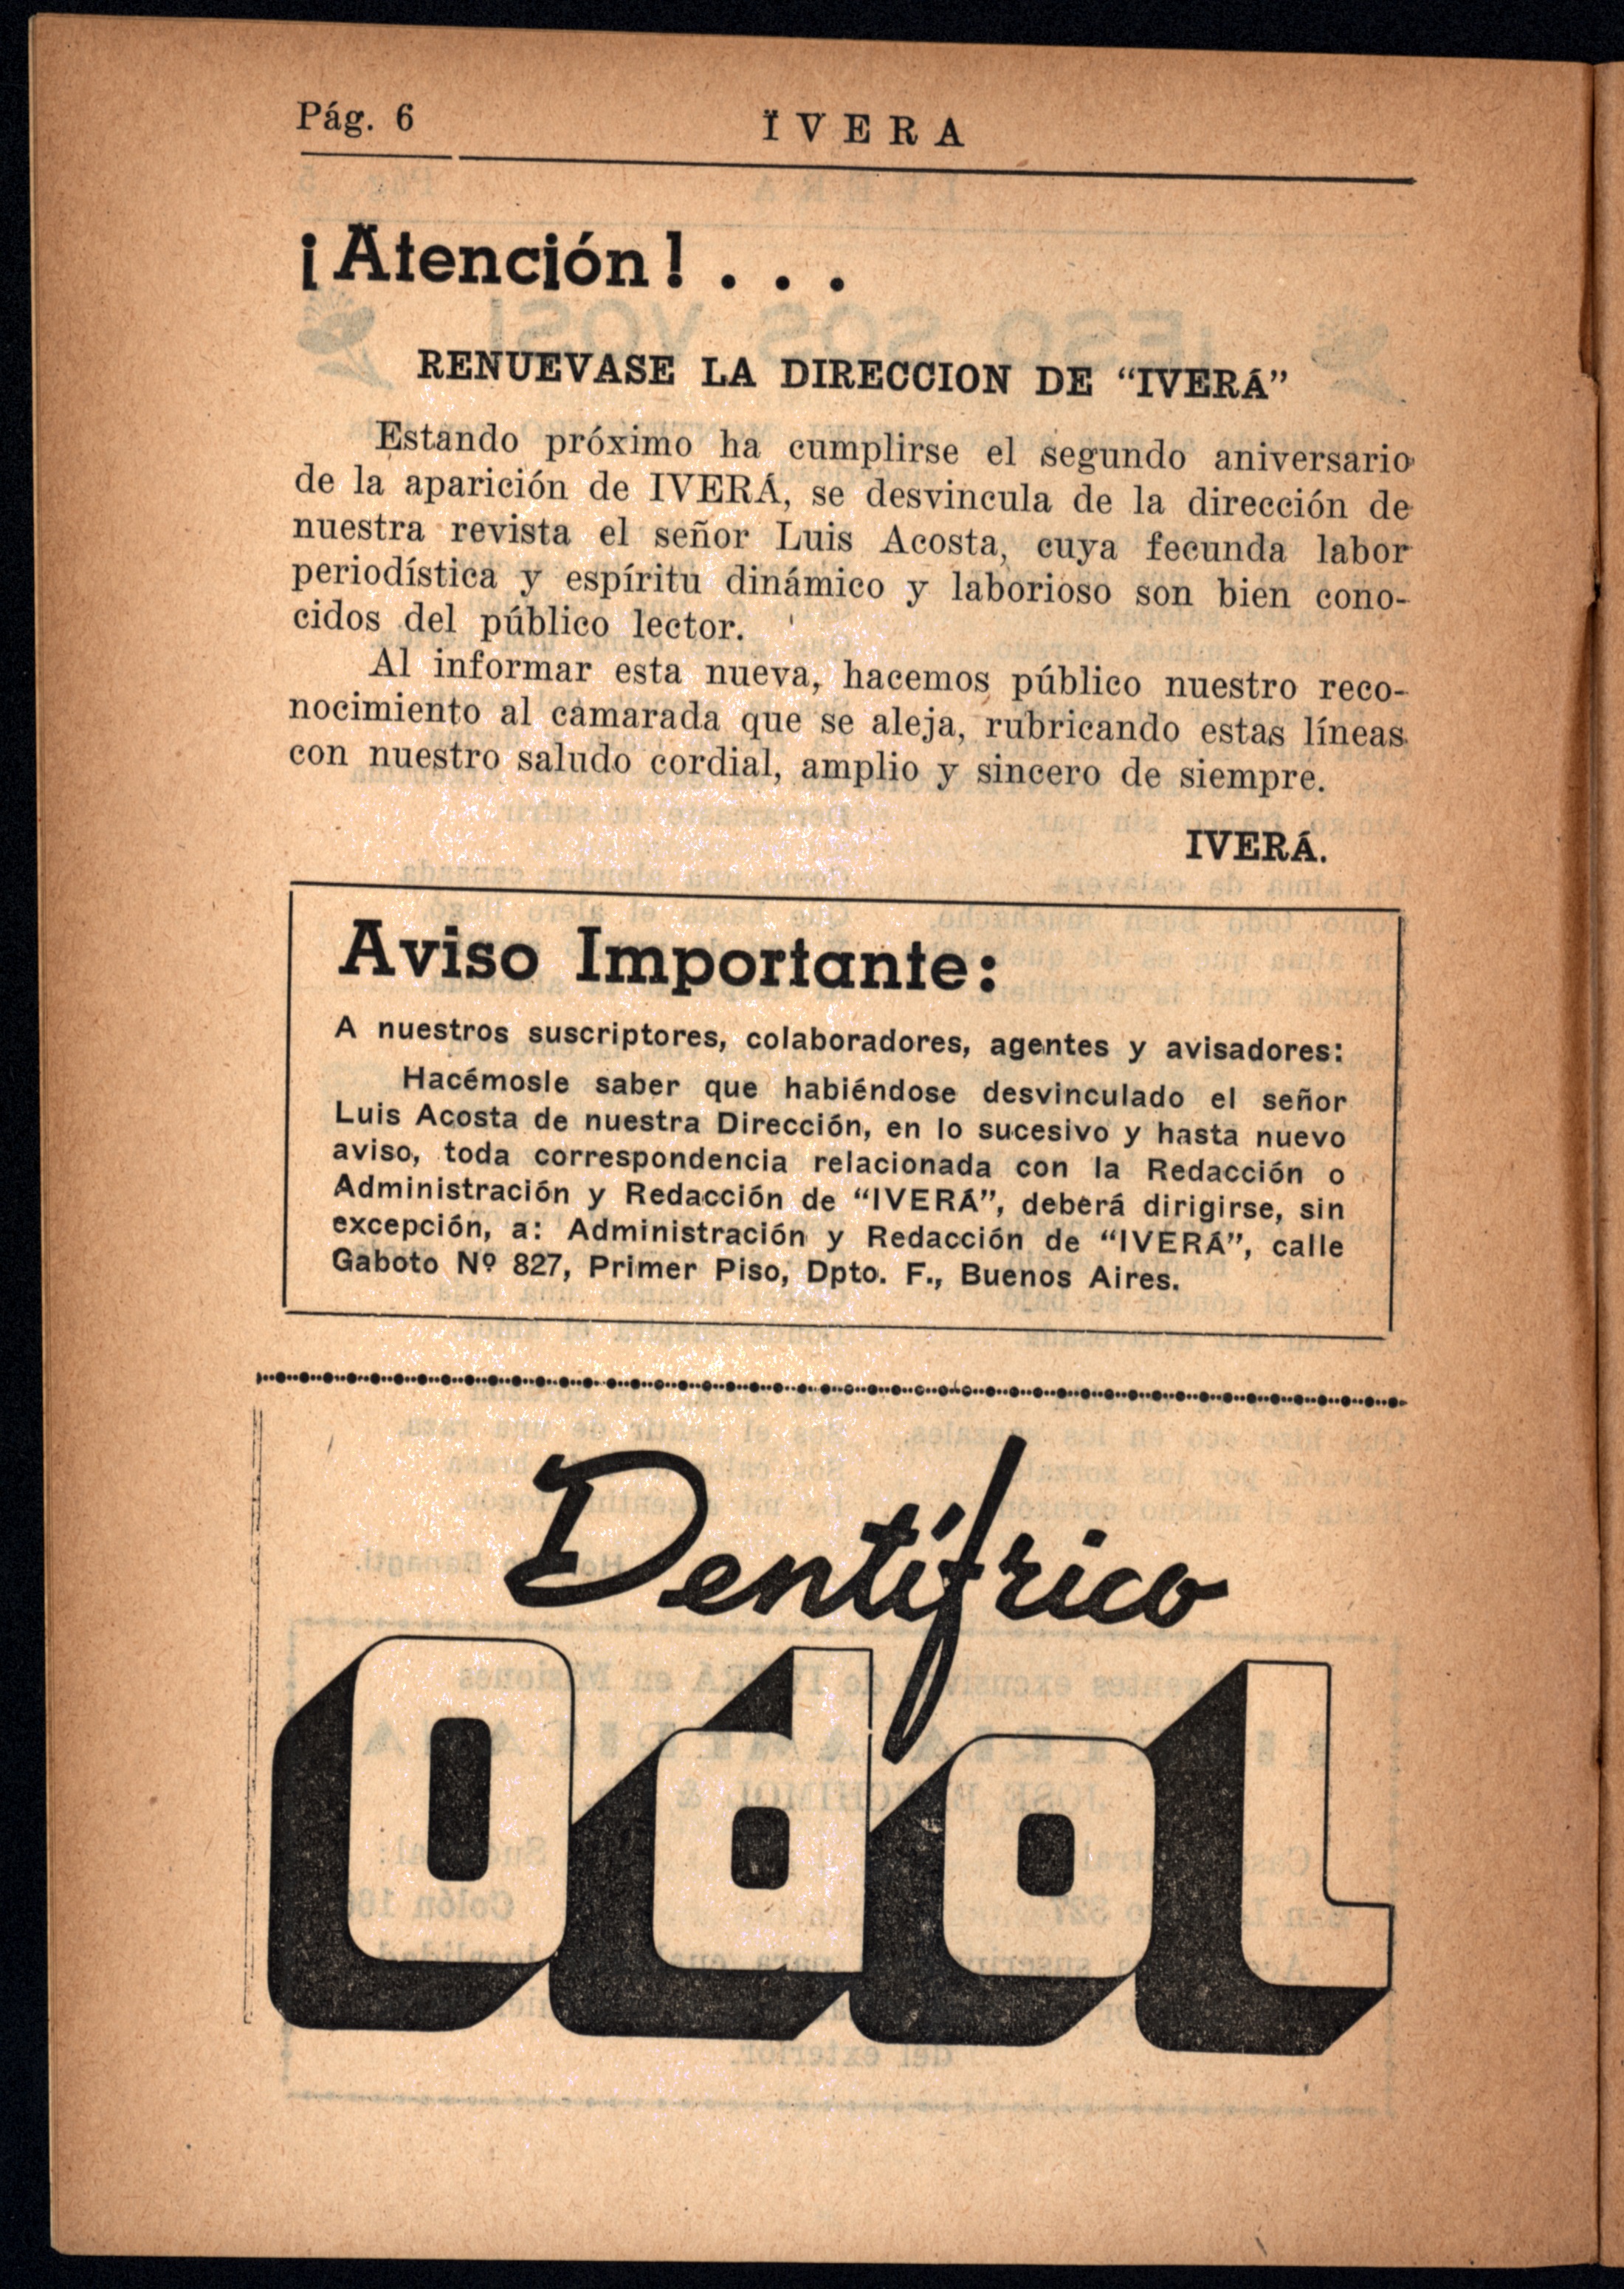 Pág. 6
ÏVERA
¡Atención! . . .
RENUEVASE LA DIRECCION DE “IVERÁ”
Estando próximo ha cumplirse el segundo aniversario
de la aparición de IVERÁ, se desvincula de la dirección de
nuestra revista el señor Luis Acosta, cuya fecunda labor
periodística y espíritu dinámico y laborioso son bien cono-
cidos del público lector.
Al informar esta nueva, hacemos público nuestro reco-
nocimiento al camarada que se aleja, rubricando estas líneas
con nuestro saludo cordial, amplio y sincero de siempre.
IVERÁ.
Aviso Importante:
A nuestros suscriptores, colaboradores, agentes y avisadores:
Hacémosle saber que habiéndose desvinculado el señor
Luis Acosta de nuestra Dirección, en lo sucesivo y hasta nuevo
aviso, toda correspondencia relacionada con la Redacción o
Administración y Redacción de “IVERÁ”, deberá dirigirse, sin
excepción, a: Administración y Redacción de “IVERÁ”, calle
Gaboto Nº 827, Primer Piso, Dpto. F., Buenos Aires.
Dentífrico
Odol